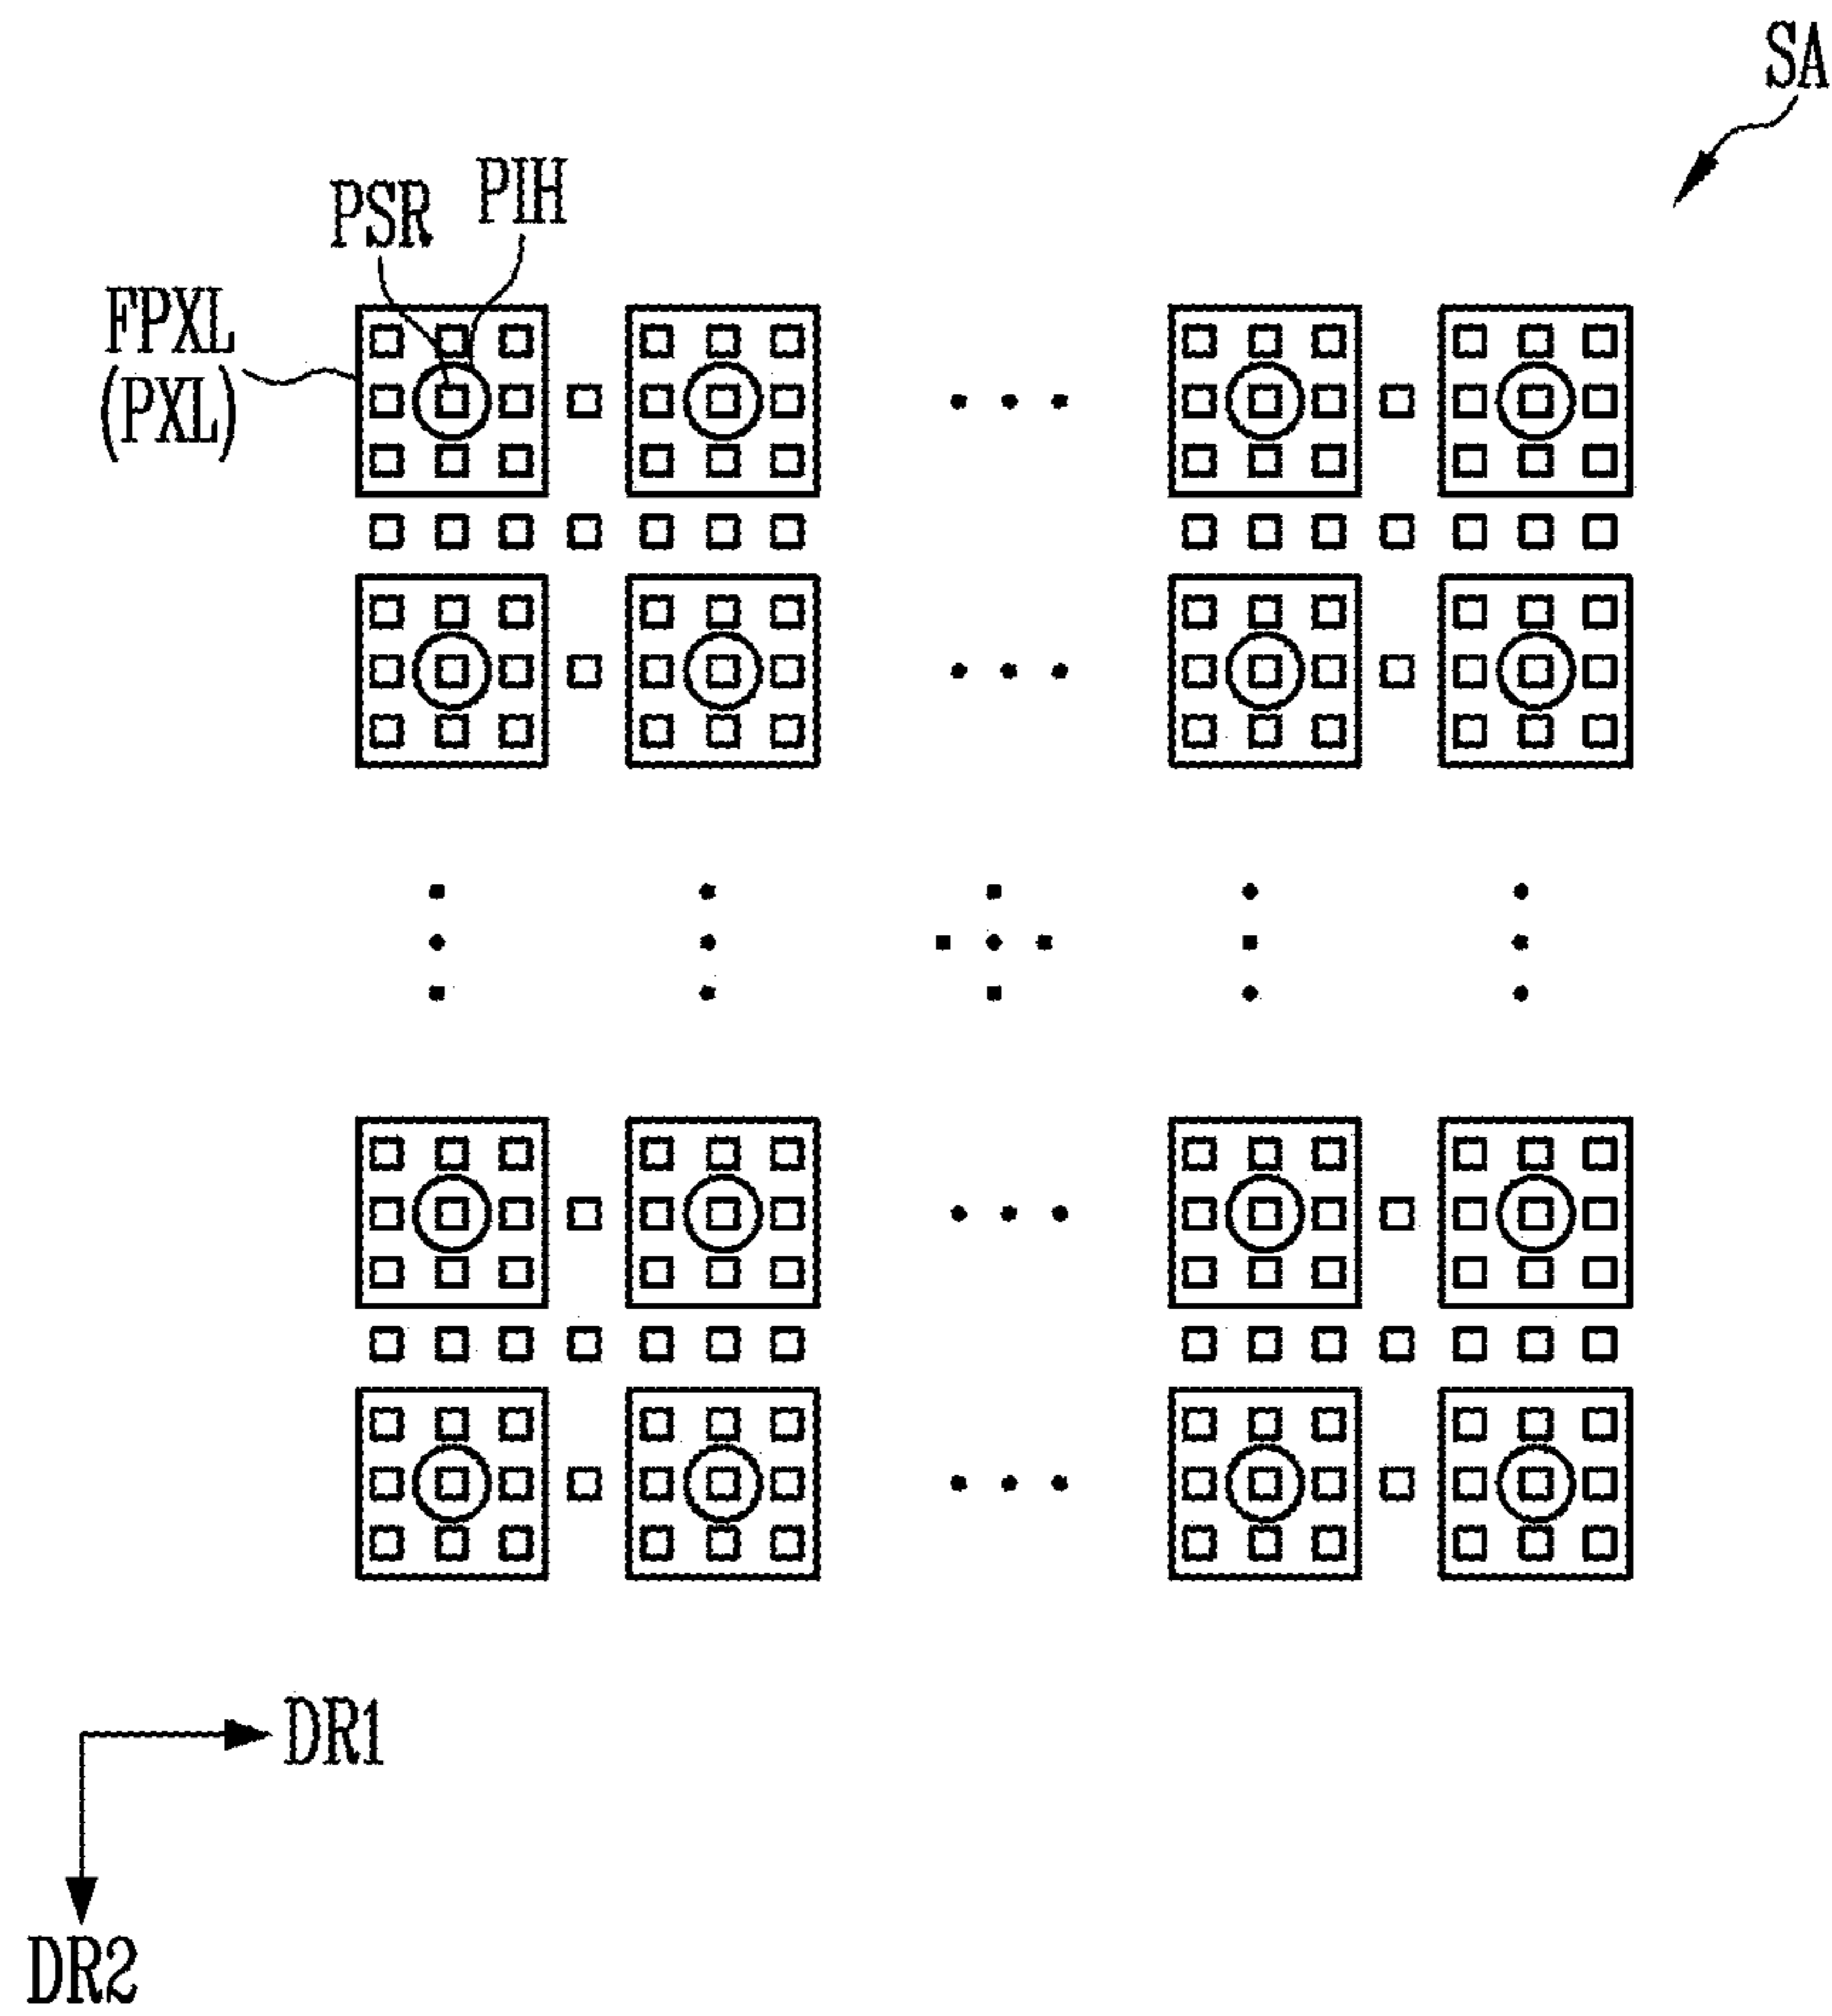 SA
PSR
PIH
FPXL
(PXL)
DR1
DR2